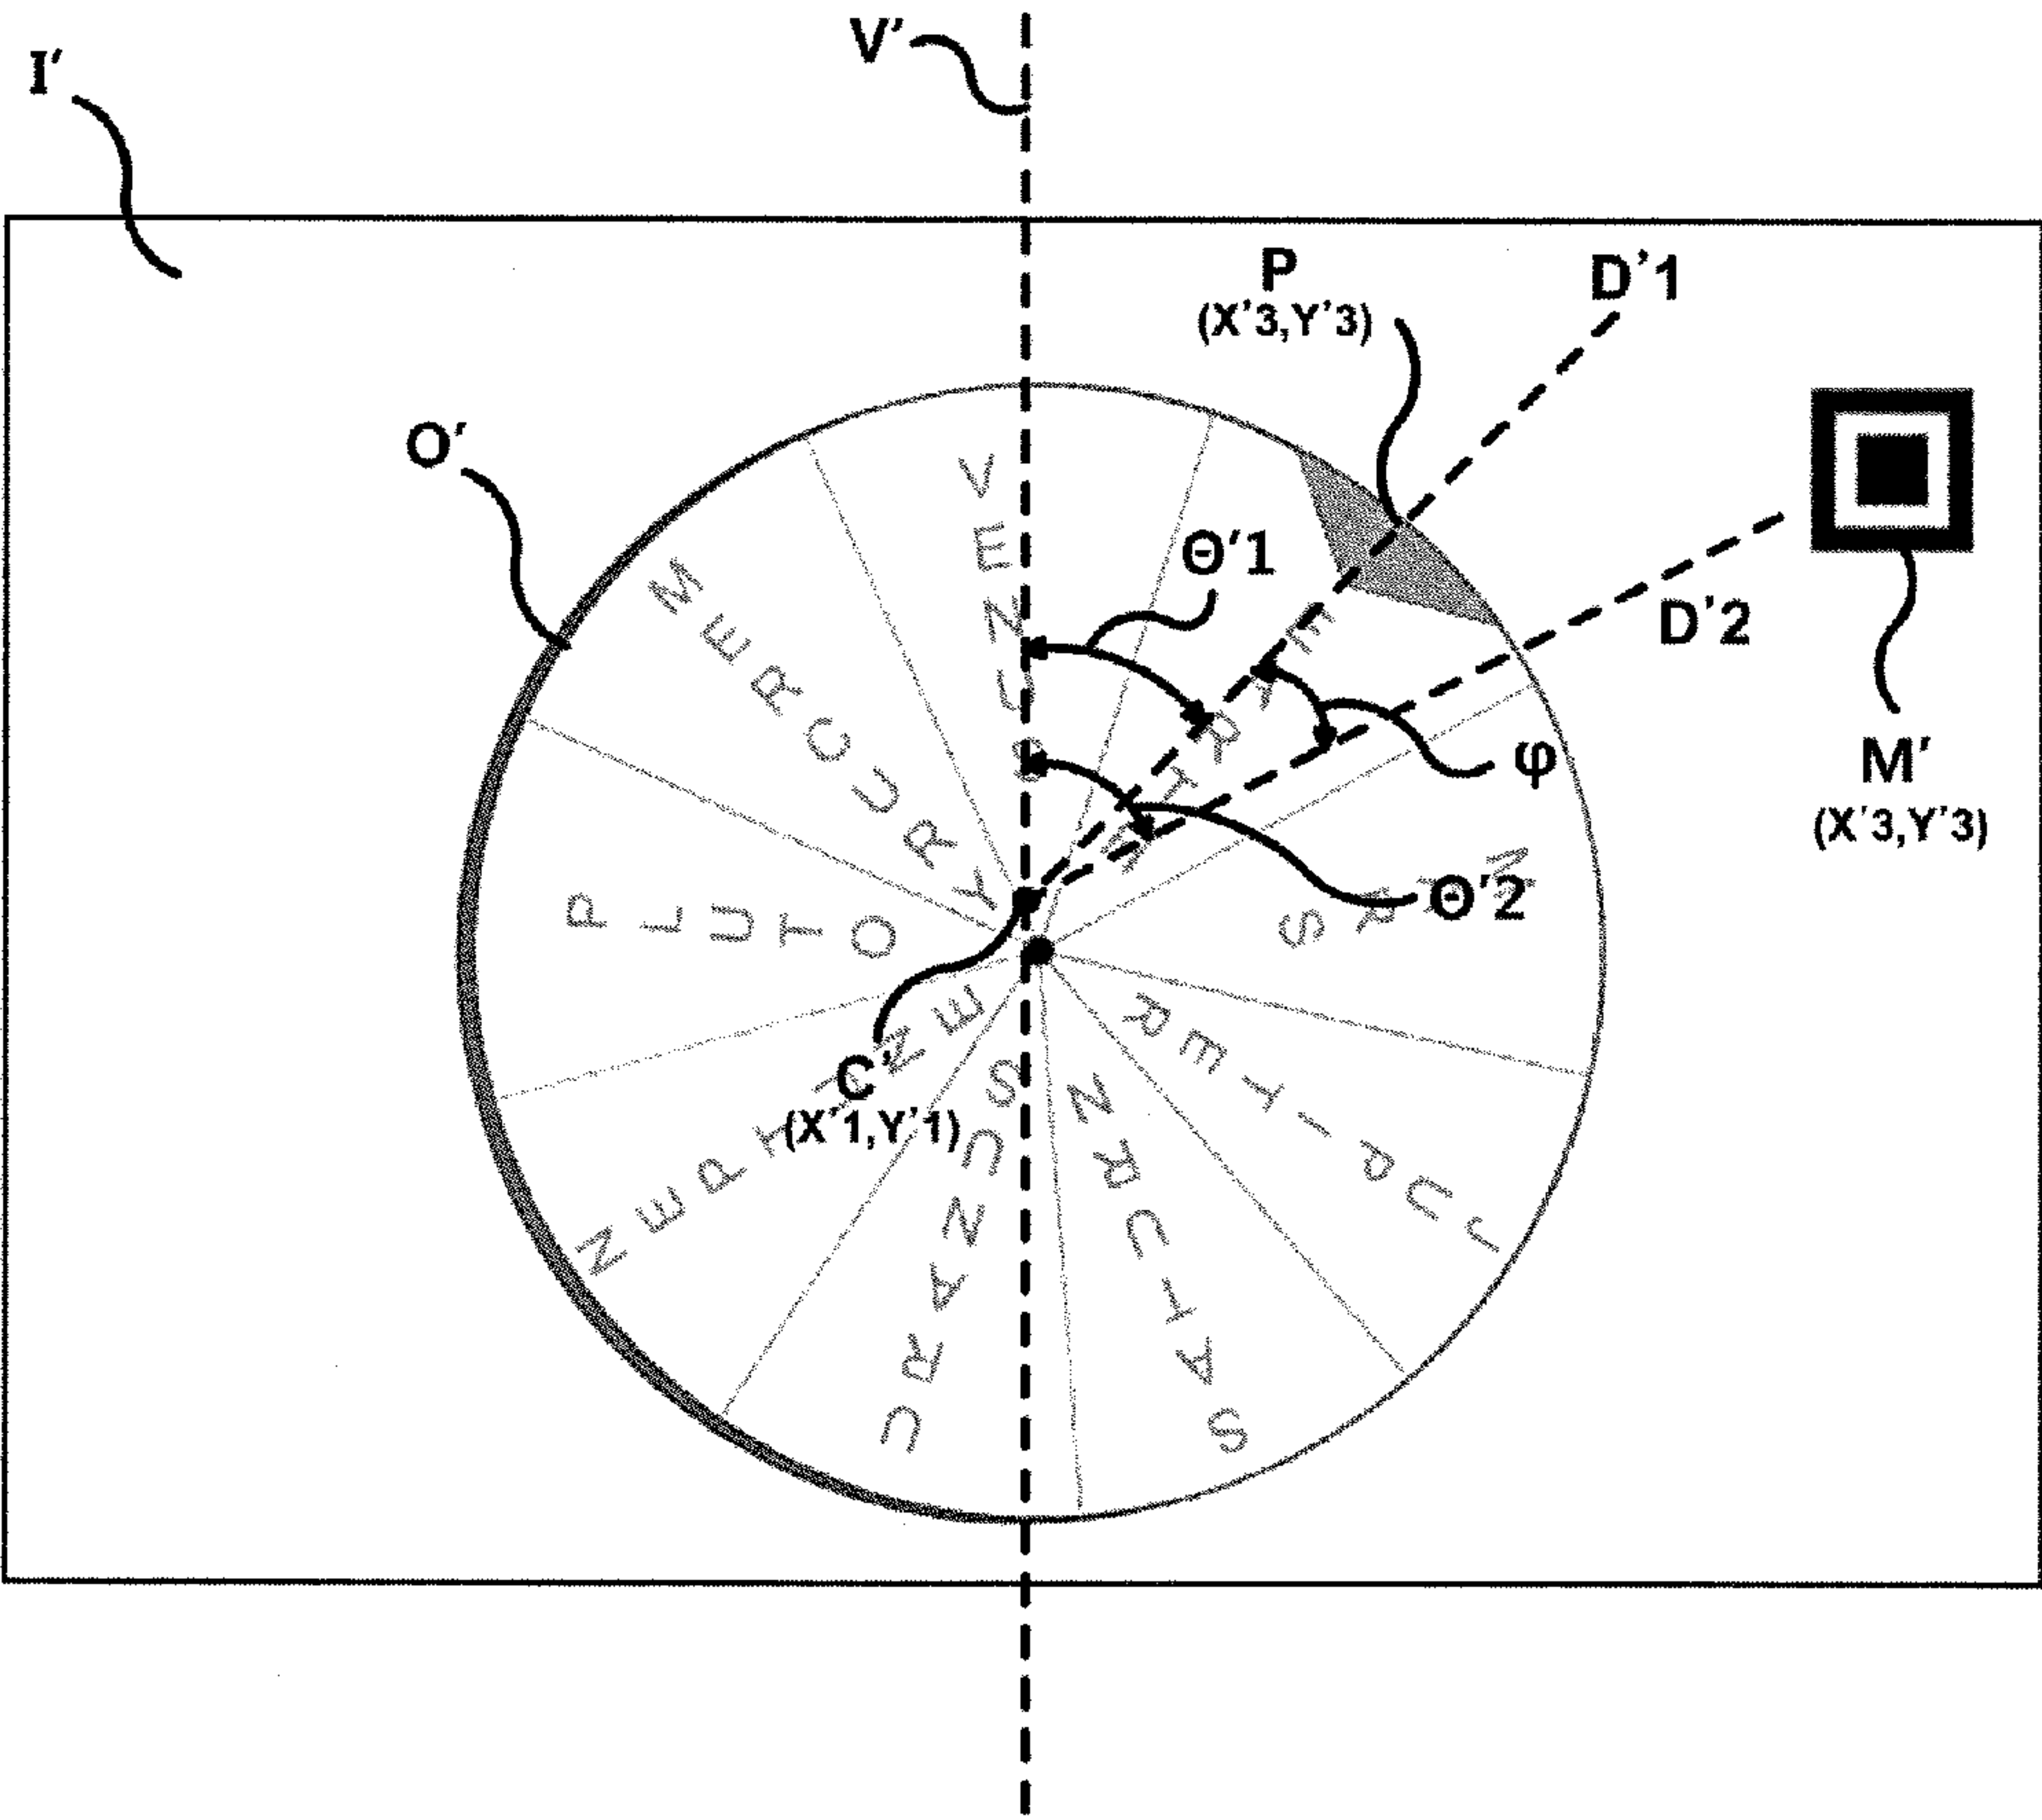 V'
I'
P
(X'3,Y'3)
D'1
O'
VENUS
Θ'1
MERCURY
EARTH
D'2
φ
M'
(X'3,Y'3)
PLUTO
MARS
Θ'2
C'
(X'1,Y'1)
NEPTUNE
URANUS
SATURN
JUPITER